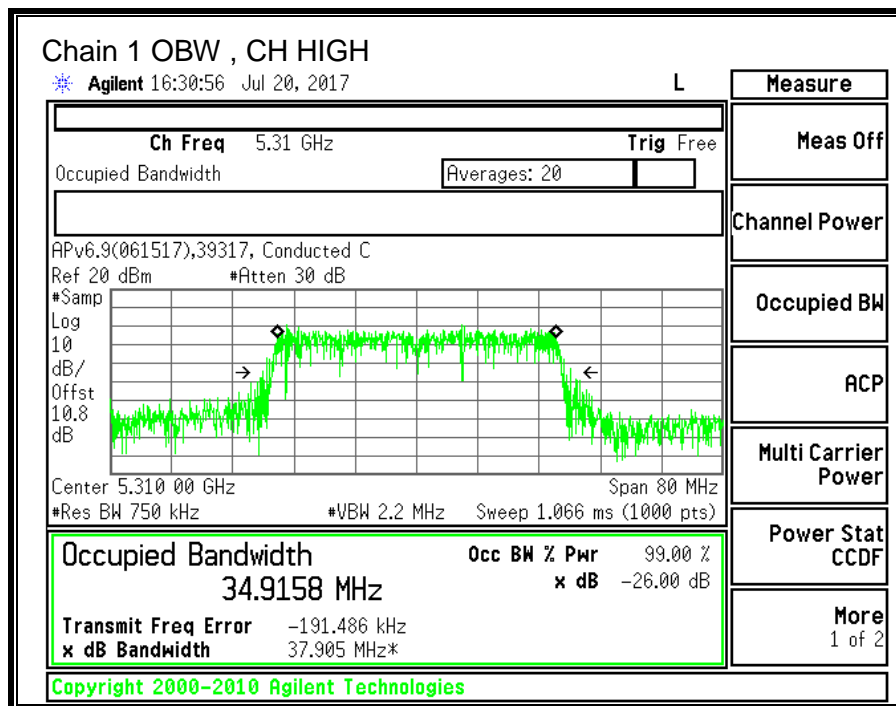 Chain 1 OBW , CH HIGH
Agilent 16:30:56 Jul 20, 2017 L
Measure
Ch Freq 5.31 GHz Trig Free
Meas Off
Occupied Bandwidth Averages: 20
Channel Power
APv6.9(061517),39317, Conducted C
Ref 20 dBm #Atten 30 dB
#Samp
Log
10
dB/
Offst
10.8
dB
Occupied BW
ACP
Multi Carrier
Power
Center 5.310 00 GHz Span 80 MHz
#Res BW 750 kHz #VBW 2.2 MHz Sweep 1.066 ms (1000 pts)
Power Stat
CCDF
Occupied Bandwidth Occ BW % Pwr 99.00 %
34.9158 MHz x dB -26.00 dB
Transmit Freq Error -191.486 kHz
x dB Bandwidth 37.905 MHz*
More
1 of 2
Copyright 2000-2010 Agilent Technologies